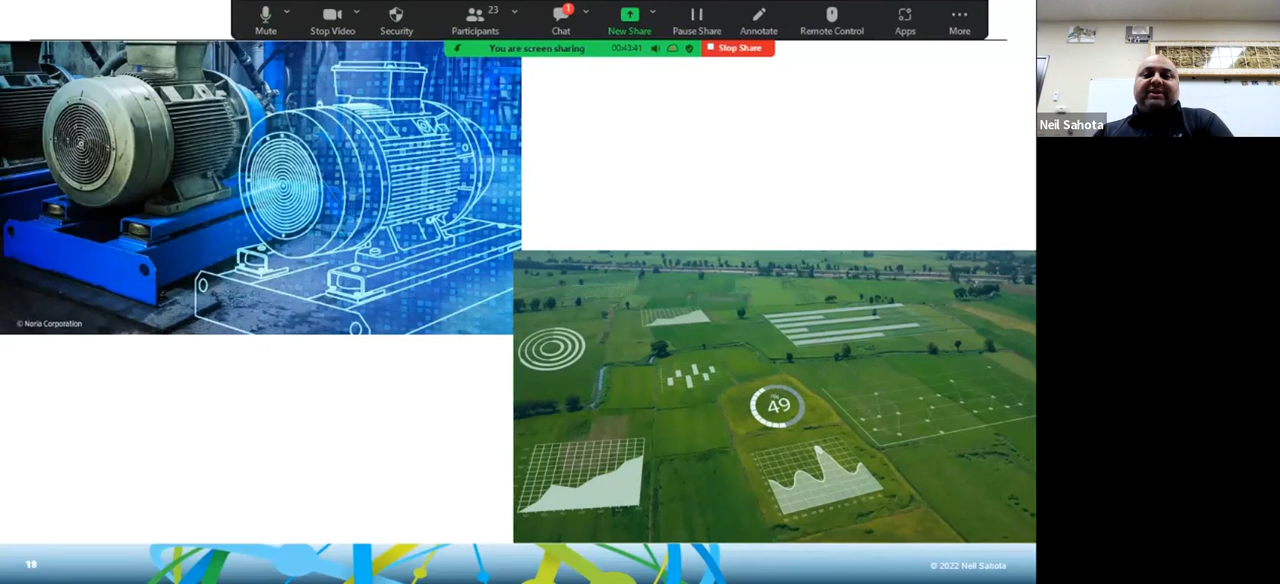 Mute
Stop Video
Security
Participants
23
Chat
1
New Share
Pause Share
Annotate
Remote Control
Apps
More
You are screen sharing
00:43:41
Stop Share
Neil Sahota
© Noria Corporation
49
© 2022 Neil Sahota